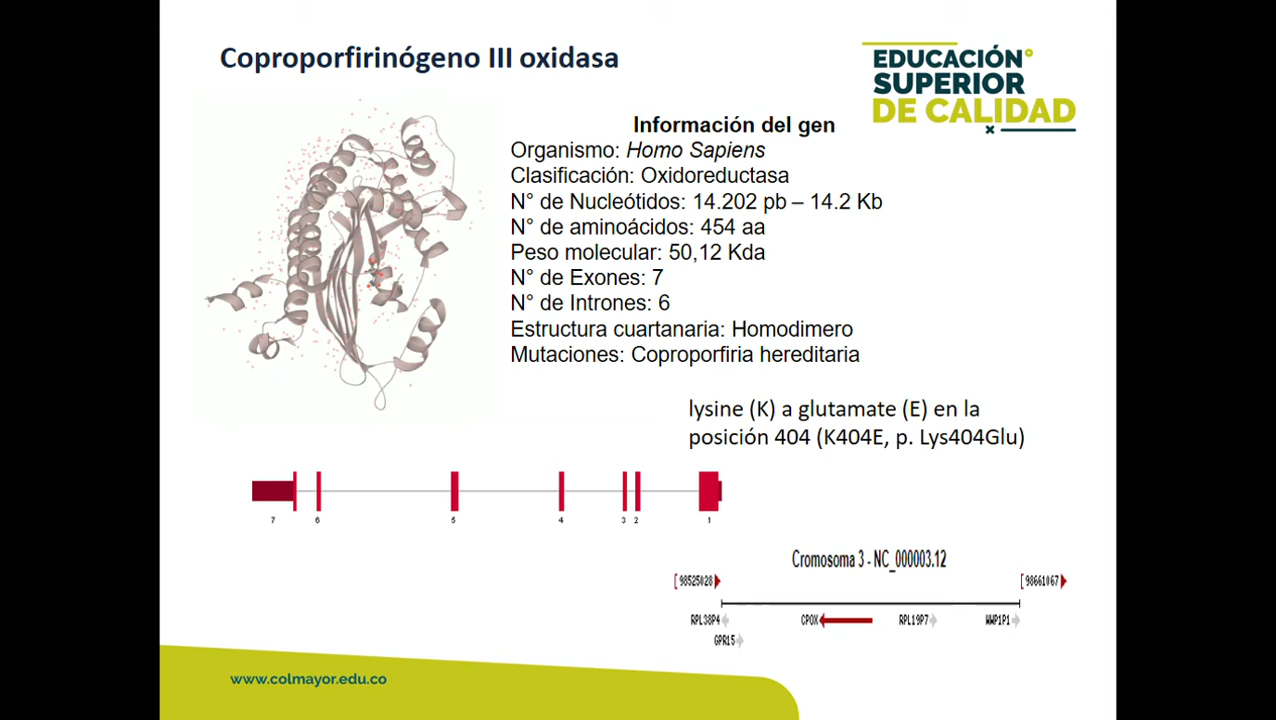 Coproporfirinógeno III oxidasa
EDUCACIÓN
SUPERIOR
DE CALIDAD
Información del gen
Organismo: Homo Sapiens
Clasificación: Oxidoreductasa
N° de Nucleótidos: 14.202 pb – 14.2 Kb
N° de aminoácidos: 454 aa
Peso molecular: 50,12 Kda
N° de Exones: 7
N° de Intrones: 6
Estructura cuartanaria: Homodimero
Mutaciones: Coproporfiria hereditaria
lysine (K) a glutamate (E) en la
posición 404 (K404E, p. Lys404Glu)
7 6 5 4 3 2 1
Cromosoma 3 - NC_000003.12
[ 98525028 [ 98661067
RPL38P4 CPOX RPL19P7 WWP1P1
GPR15
www.colmayor.edu.co